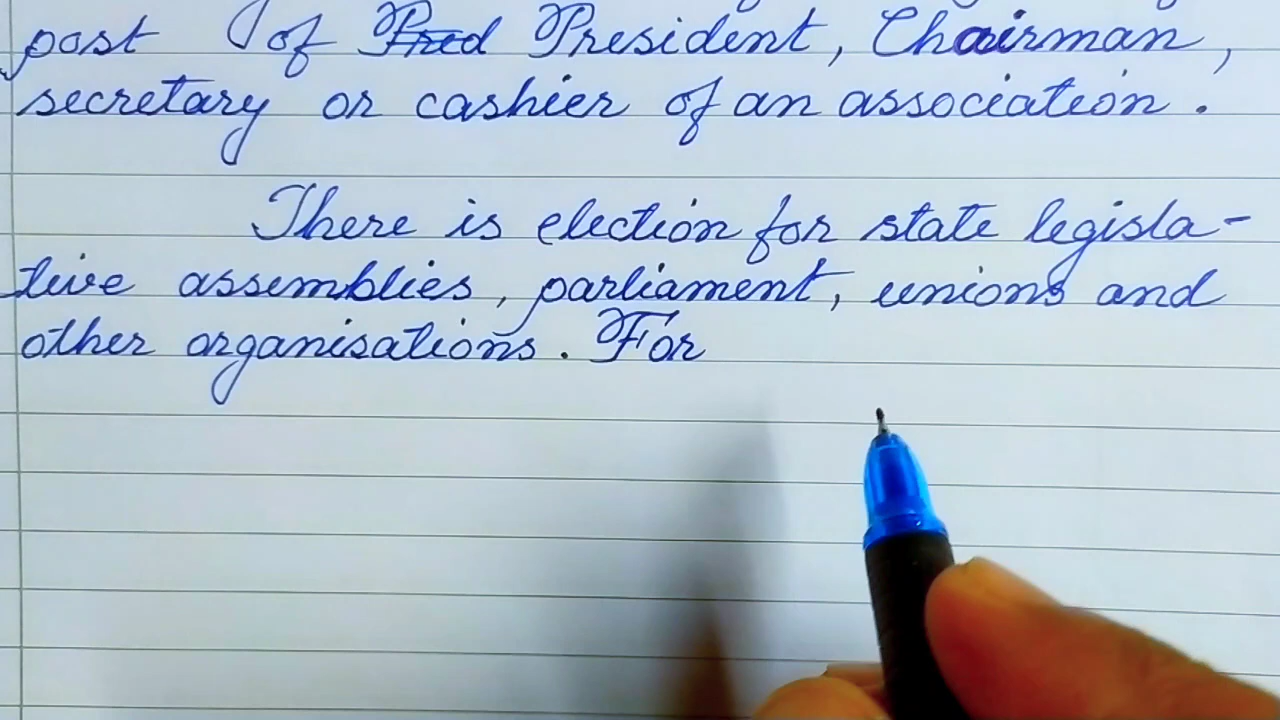 post of Pred President, Chairman,
secretary or cashier of an association.
There is election for state legisla-
tive assemblies, parliament, unions and
other organisations. For